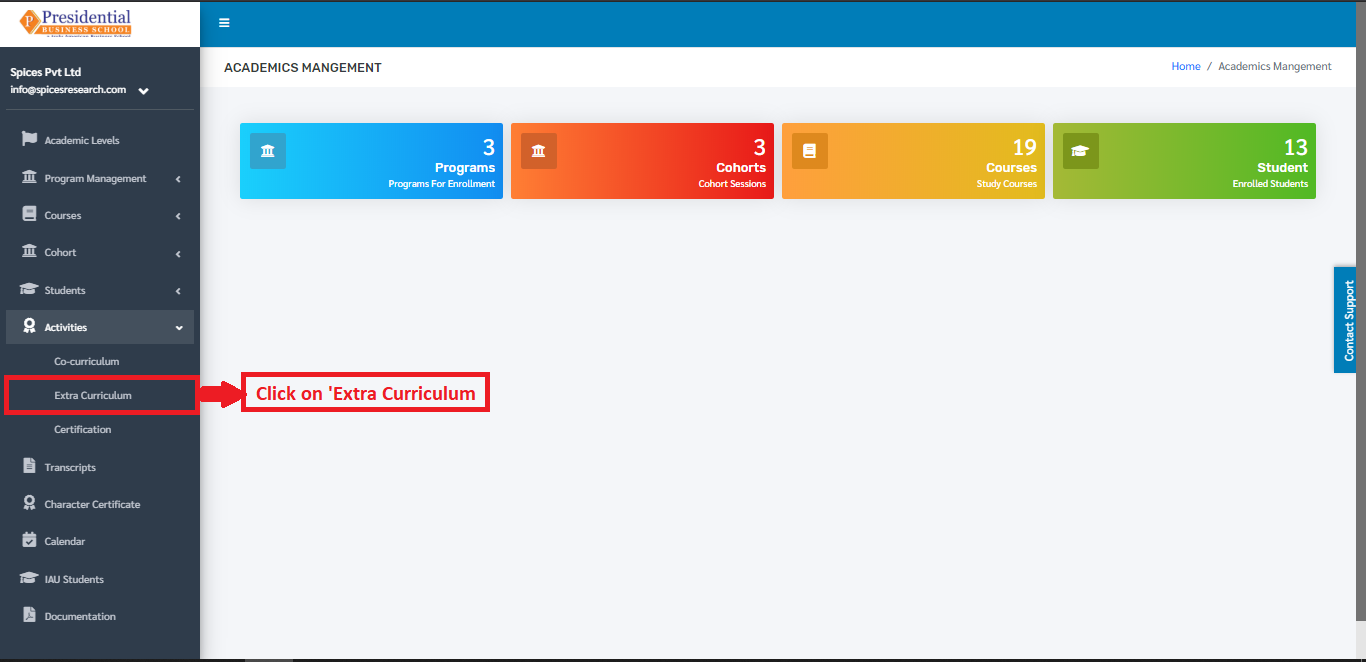 Presidential
BUSINESS SCHOOL
Spices Pvt Ltd
info@spicesresearch.com
Academic Levels
Program Management
Courses
Cohort
Students
Activities
Co-curriculum
Extra Curriculum
Certification
Transcripts
Character Certificate
Calendar
IAU Students
Documentation
ACADEMICS MANGEMENT
Home / Academics Mangement
3
Programs
Programs For Enrollment
3
Cohorts
Cohort Sessions
19
Courses
Study Courses
13
Student
Enrolled Students
Click on 'Extra Curriculum
Contact Support